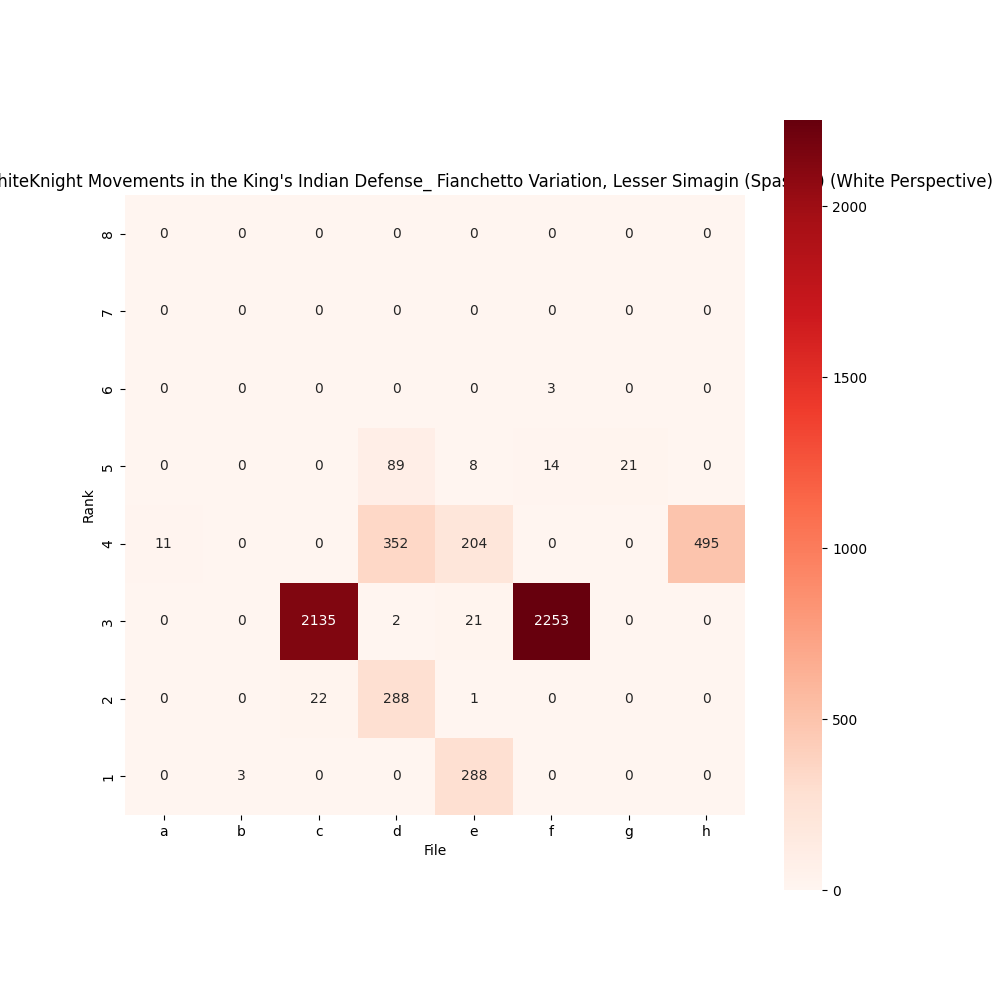 Knight Movements in the King's Indian Defense_ Fianchetto Variation, Lesser Simagin (White Perspective)
2000
8 0 0 0 0 0 0 0 0
7 0 0 0 0 0 0 0 0
1500
6 0 0 0 0 0 3 0 0
5 0 0 0 89 8 14 21 0
Rank
4 11 0 0 352 204 0 0 495
1000
3 0 0 2135 2 21 2253 0 0
2 0 0 22 288 1 0 0 0
500
1 0 3 0 0 288 0 0 0
a b c d e f g h
File
0